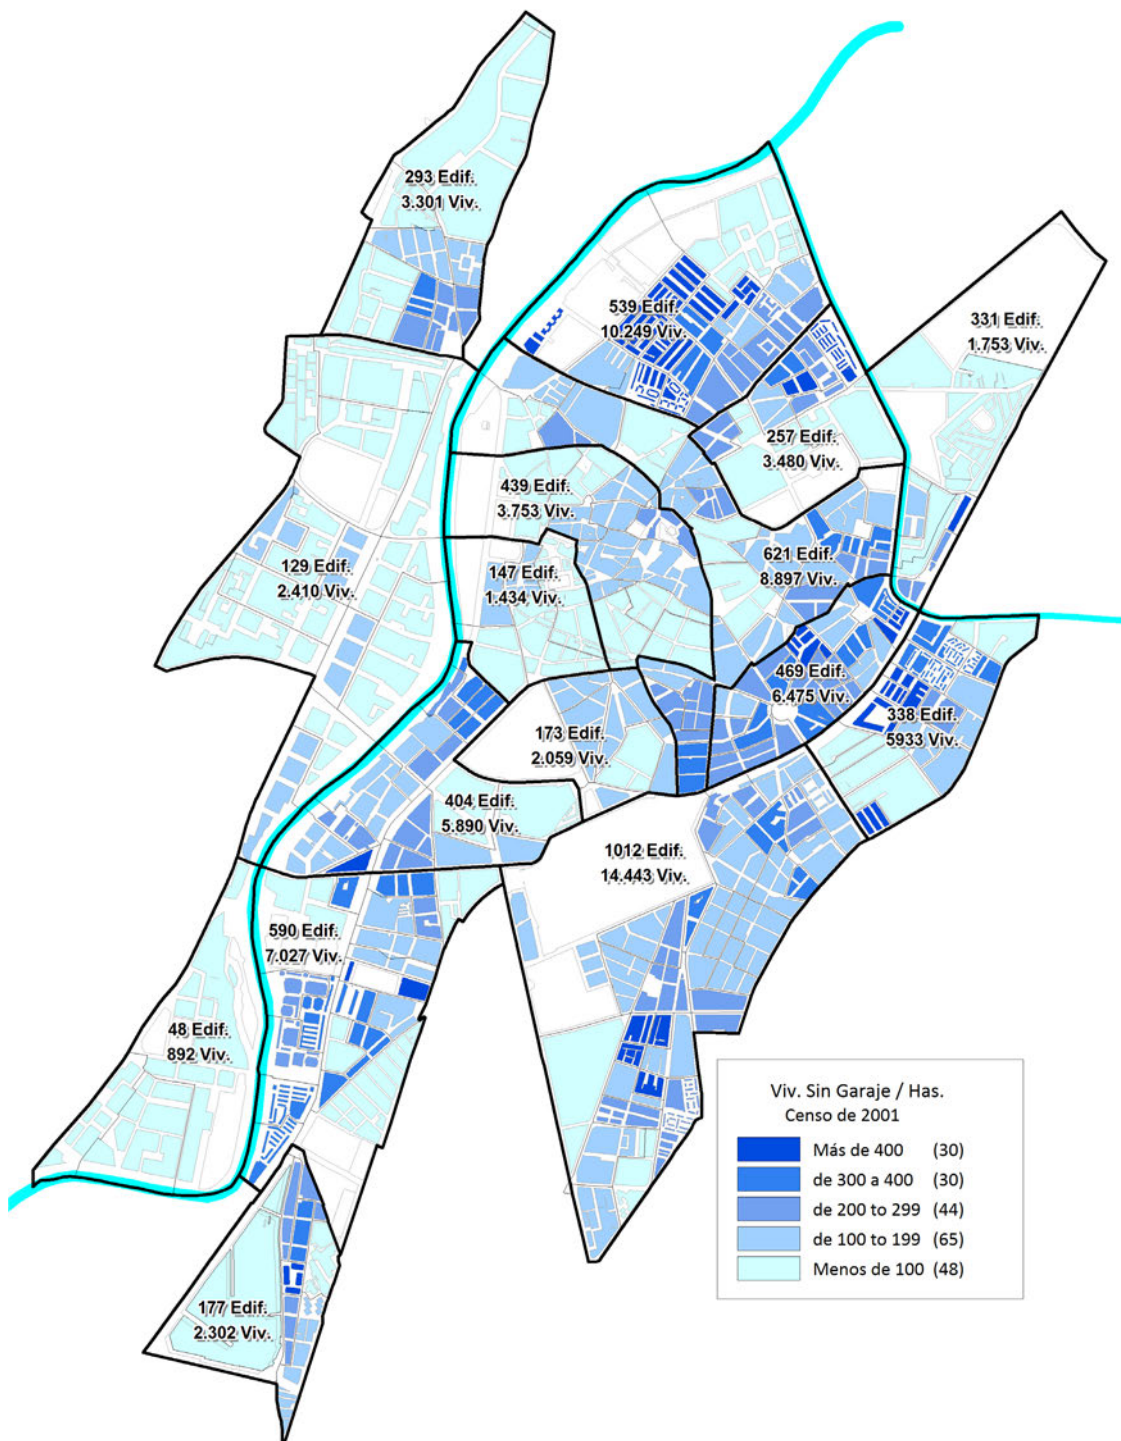 293 Edif.
3.301 Viv.
539 Edif.
10.249 Viv.
331 Edif.
1.753 Viv.
257 Edif.
3.480 Viv.
439 Edif.
3.753 Viv.
621 Edif.
8.897 Viv.
129 Edif.
2.410 Viv.
147 Edif.
1.434 Viv.
469 Edif.
6.475 Viv.
338 Edif.
5933 Viv.
173 Edif.
2.059 Viv.
404 Edif.
5.890 Viv.
1012 Edif.
14.443 Viv.
590 Edif.
7.027 Viv.
48 Edif.
892 Viv.
177 Edif.
2.302 Viv.
Viv. Sin Garaje / Has.
Censo de 2001
Más de 400 (30)
de 300 a 400 (30)
de 200 to 299 (44)
de 100 to 199 (65)
Menos de 100 (48)